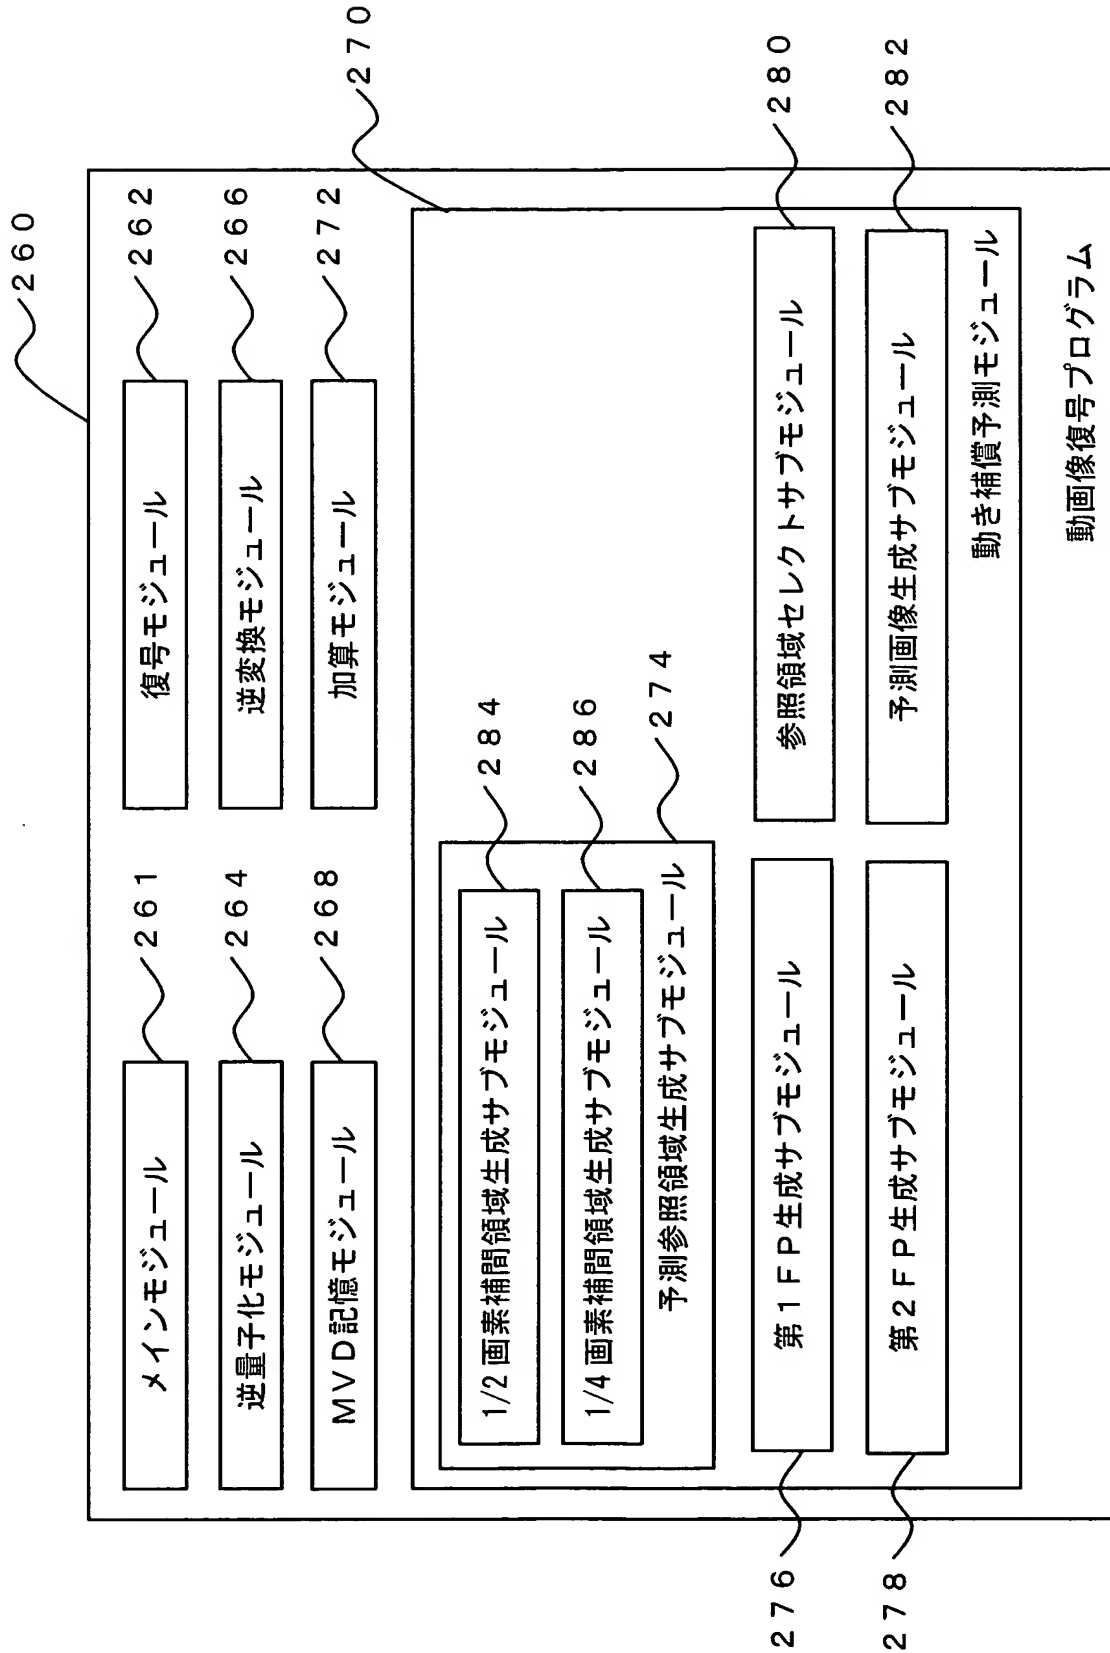 260
メインモジュール
261
復号モジュール
262
逆量子化モジュール
264
逆変換モジュール
266
MVD記憶モジュール
268
加算モジュール
272
270
1/2画素補間領域生成サブモジュール
284
1/4画素補間領域生成サブモジュール
286
予測参照領域生成サブモジュール
274
276
第1FP生成サブモジュール
参照領域セレクトサブモジュール
280
278
第2FP生成サブモジュール
予測画像生成サブモジュール
282
動き補償予測モジュール
動画像復号プログラム